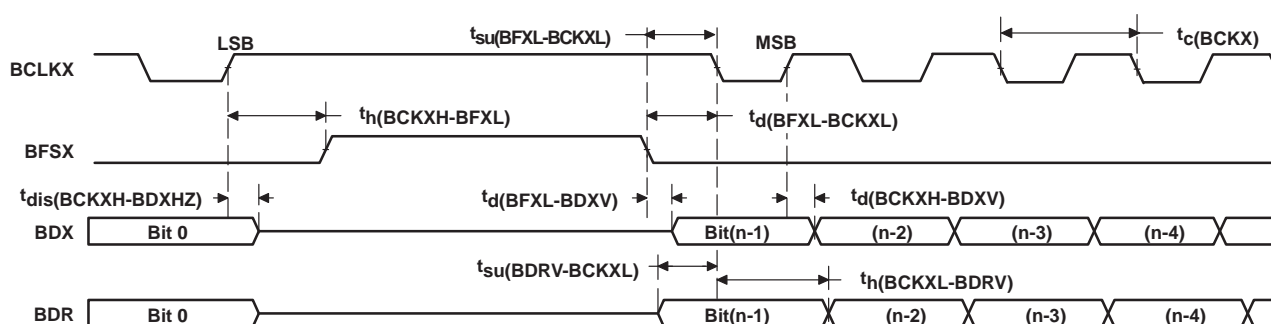 LSB tsu(BFXL-BCKXL) MSB tc(BCKX)
BCLKX
th(BCKXH-BFXL) td(BFXL-BCKXL)
BFSX
tdis(BCKXH-BDXHZ) td(BFXL-BDXV) td(BCKXH-BDXV)
BDX Bit 0 Bit(n-1) (n-2) (n-3) (n-4)
tsu(BDRV-BCKXL) th(BCKXL-BDRV)
BDR Bit 0 Bit(n-1) (n-2) (n-3) (n-4)